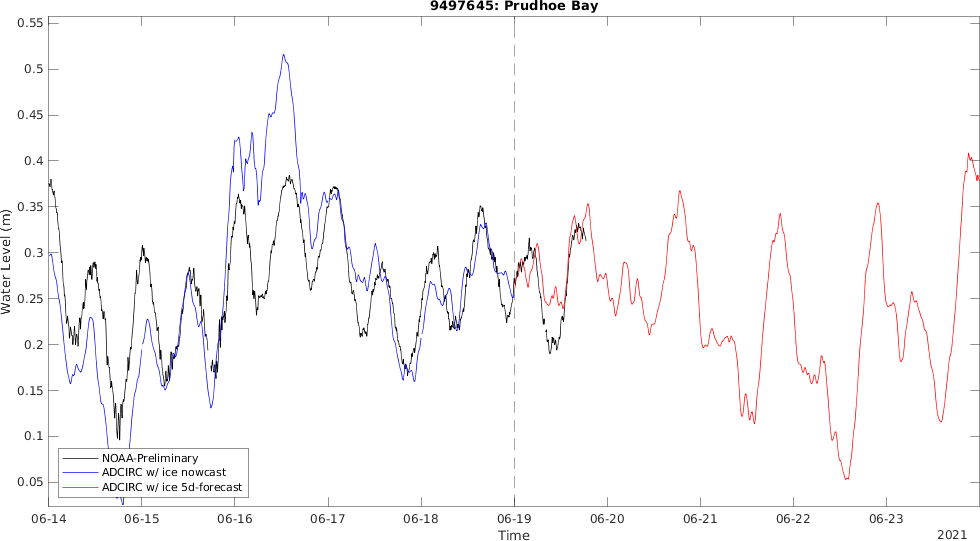 9497645: Prudhoe Bay
0.55
0.5
0.45
0.4
0.35
0.3
0.25
0.2
0.15
0.1
0.05
Water Level (m)
NOAA-Preliminary
ADCIRC w/ ice nowcast
ADCIRC w/ ice 5d-forecast
06-14 06-15 06-16 06-17 06-18 06-19 06-20 06-21 06-22 06-23
Time
2021